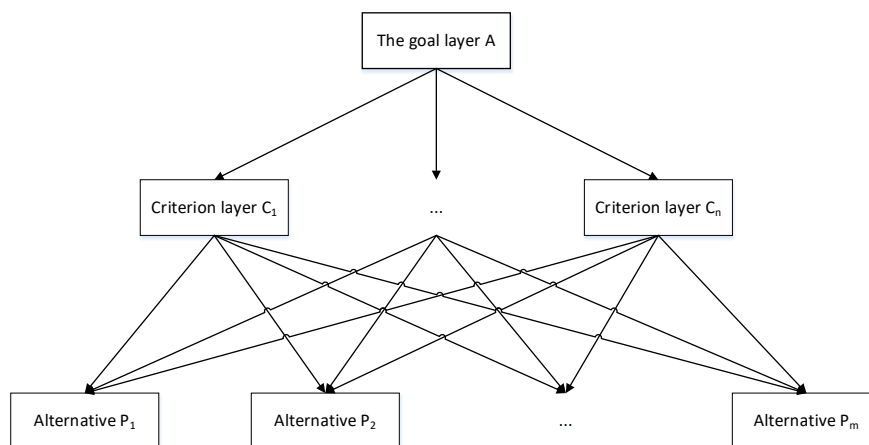 The goal layer A
Criterion layer C₁
...
Criterion layer Cₙ
Alternative P₁
Alternative P₂
...
Alternative Pₘ